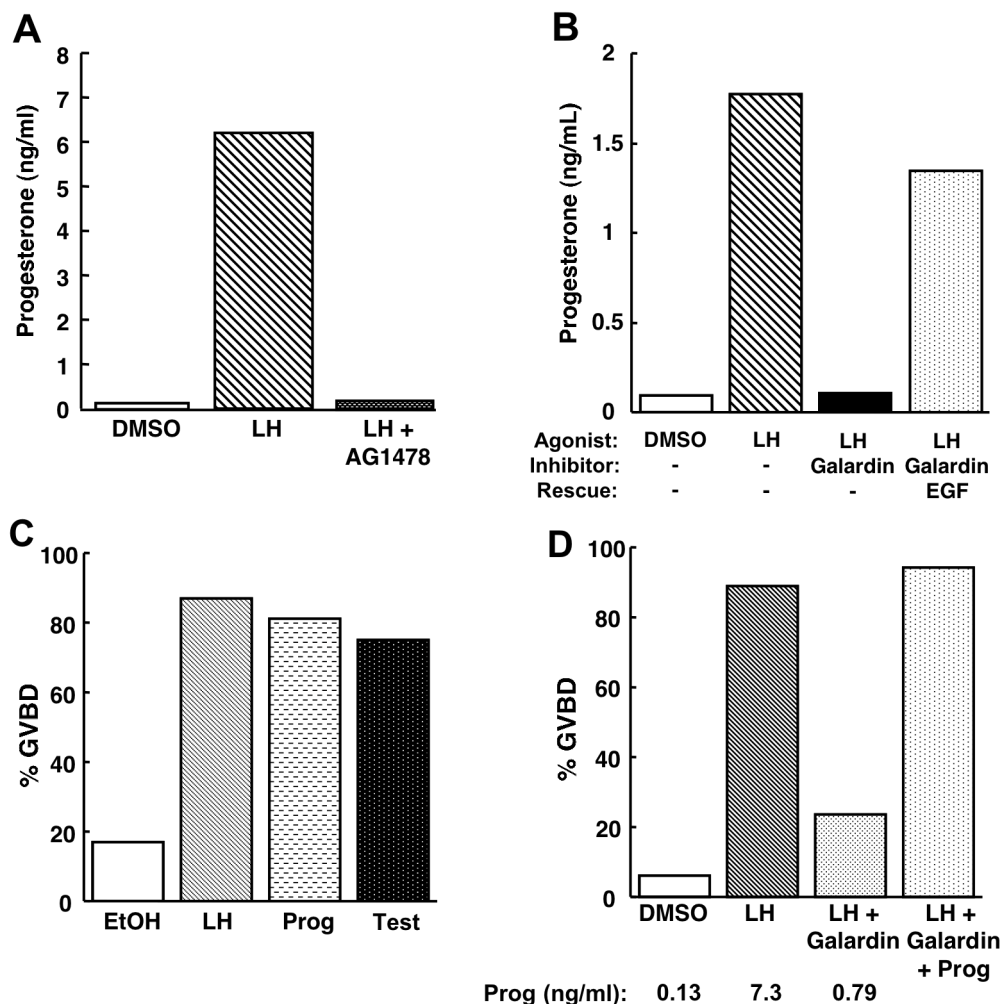 A
Progesterone (ng/ml)
8
7
6
5
4
3
2
1
0
DMSO
LH
LH +
AG1478
B
Progesterone (ng/mL)
2
1.5
1
0.5
0
Agonist: DMSO LH LH LH
Inhibitor: - - Galardin Galardin
Rescue: - - - EGF
C
% GVBD
100
80
60
40
20
0
EtOH LH Prog Test
D
% GVBD
100
80
60
40
20
0
DMSO LH LH + LH +
Galardin Galardin
+ Prog
Prog (ng/ml): 0.13 7.3 0.79